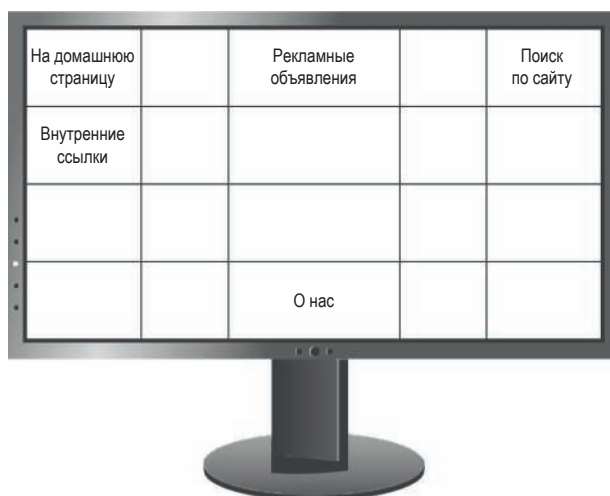 На домашнюю
страницу
Рекламные
объявления
Поиск
по сайту
Внутренние
ссылки
О нас